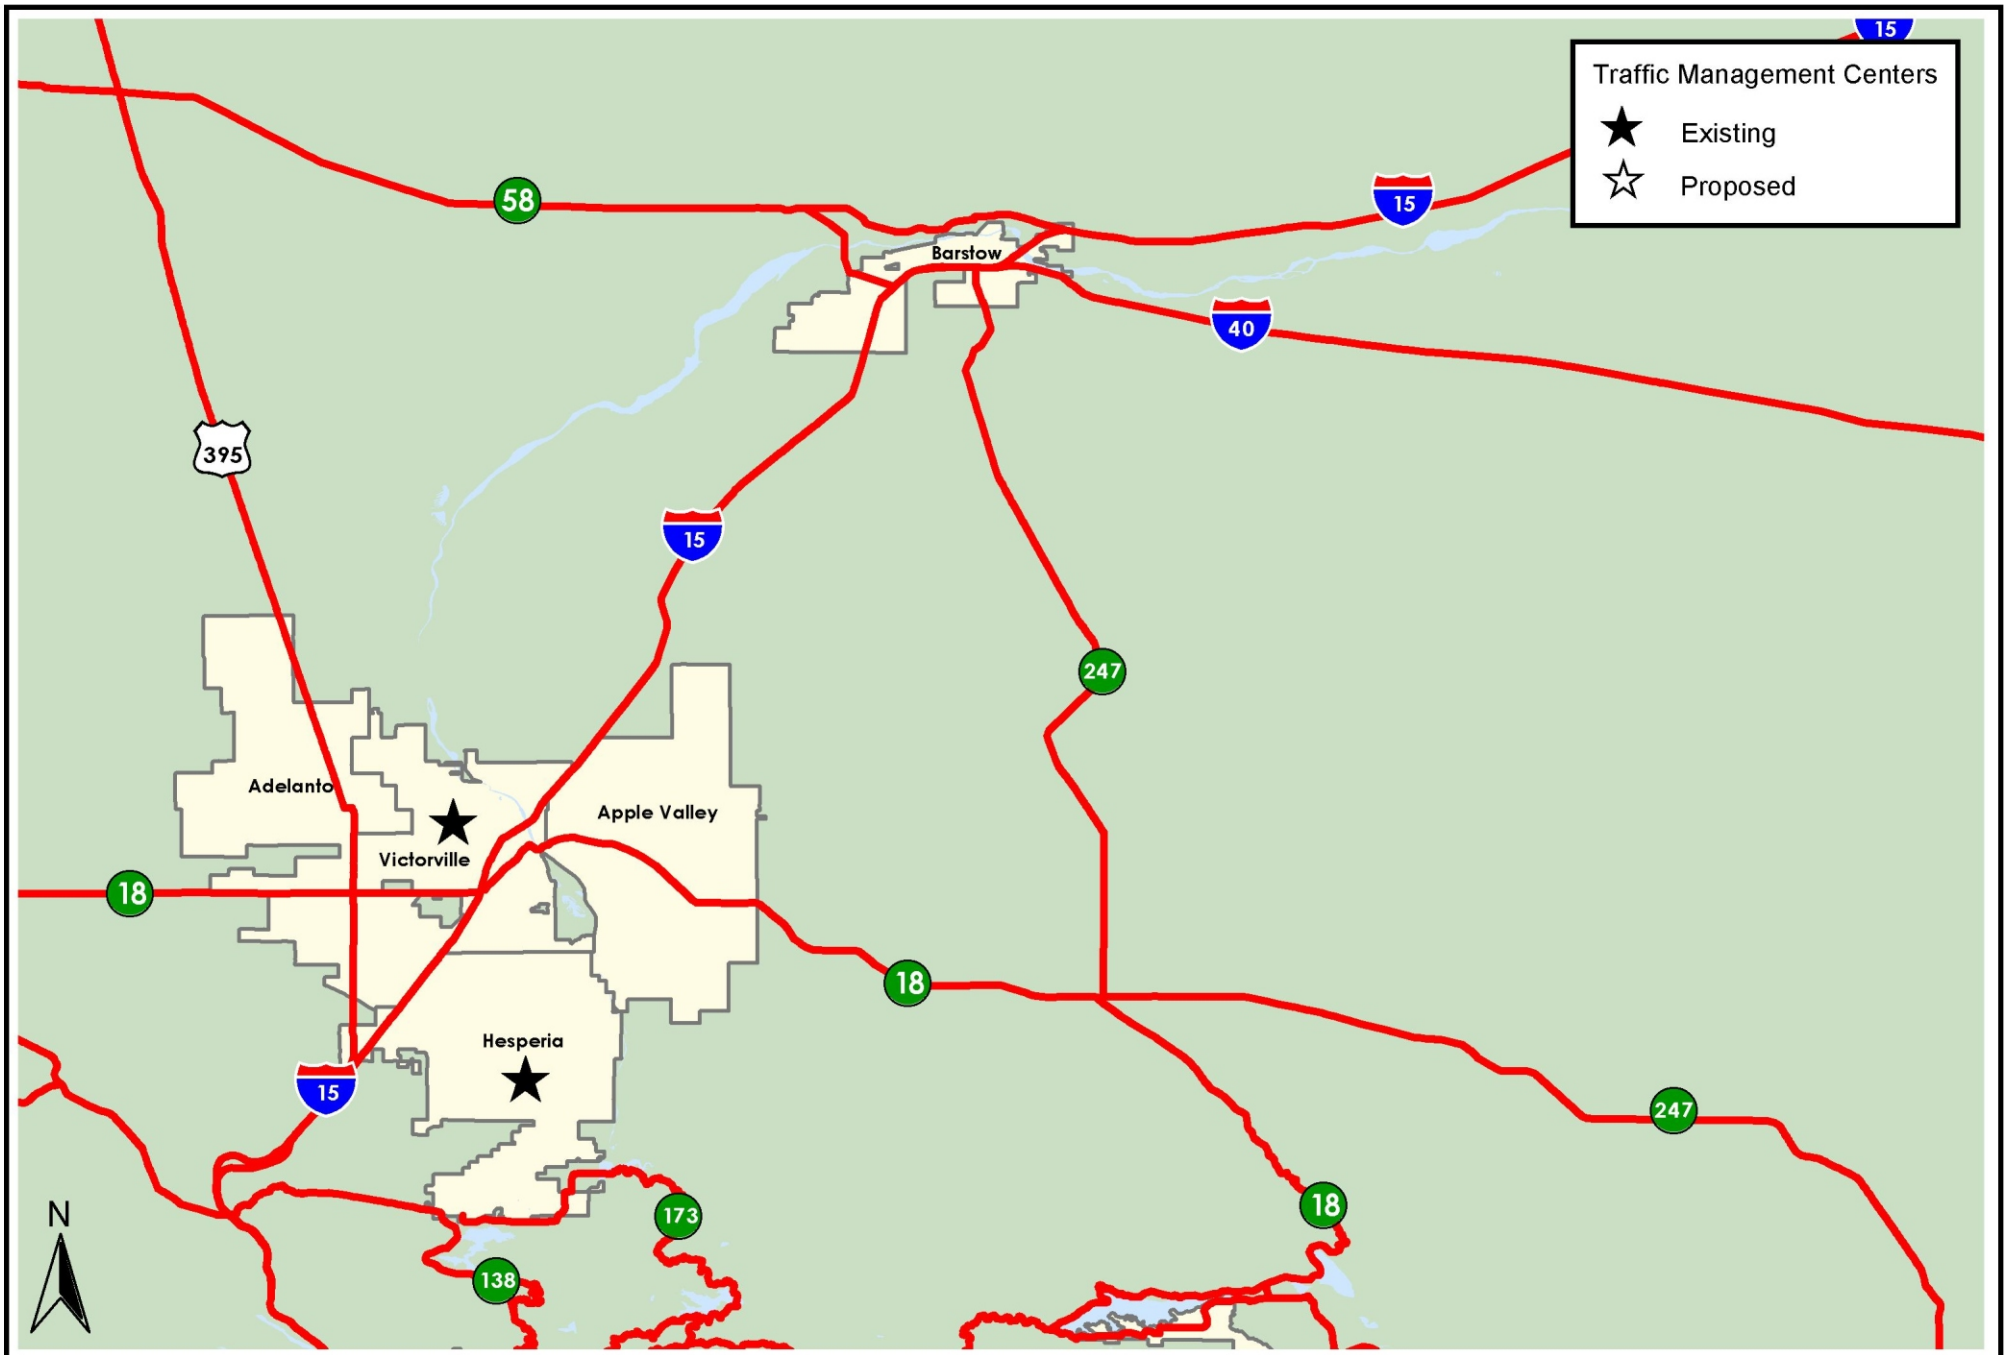 15
Traffic Management Centers
Existing
Proposed
58
15
Barstow
40
395
15
247
Adelanto
Apple Valley
Victorville
18
18
Hesperia
15
247
18
173
N
138